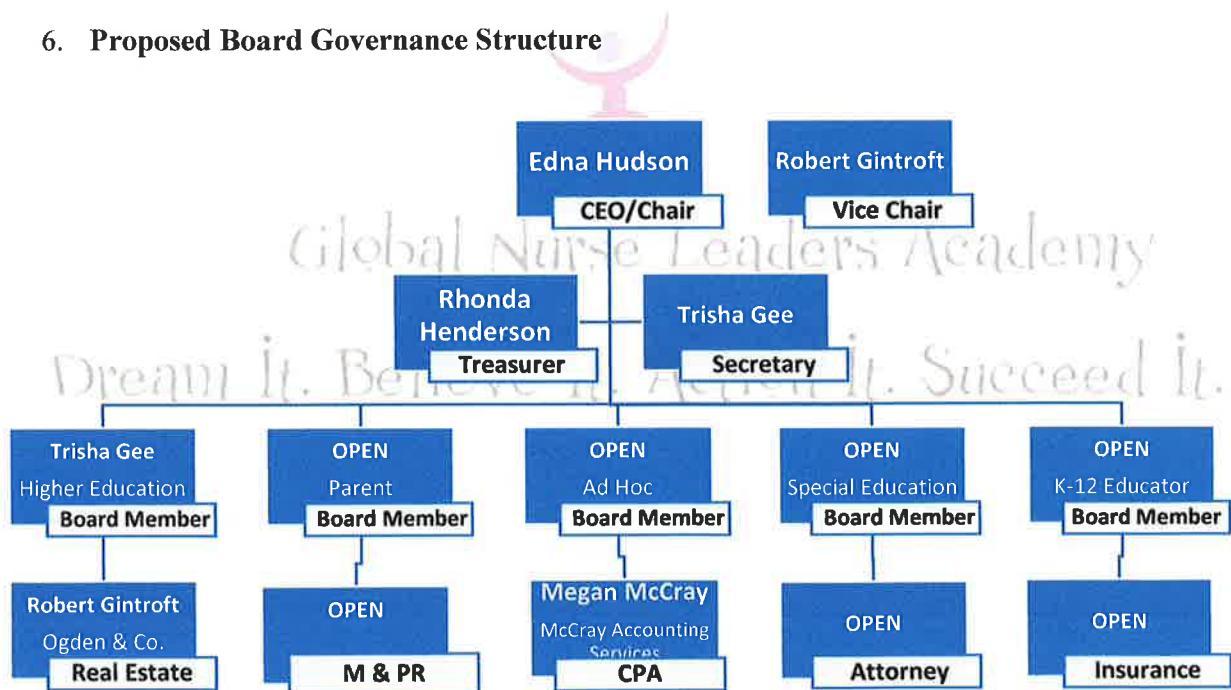 6. Proposed Board Governance Structure
Edna Hudson
CEO/Chair
Robert Gintroft
Vice Chair
Global Nurse Leaders Academy
Rhonda
Henderson
Treasurer
Trisha Gee
Secretary
Dream It. Believe It. Action It. Succeed It.
Trisha Gee
Higher Education
Board Member
OPEN
Parent
Board Member
OPEN
Ad Hoc
Board Member
OPEN
Special Education
Board Member
OPEN
K-12 Educator
Board Member
Robert Gintroft
Ogden & Co.
Real Estate
OPEN
M & PR
Megan McCray
McCray Accounting
Services
CPA
OPEN
Attorney
OPEN
Insurance